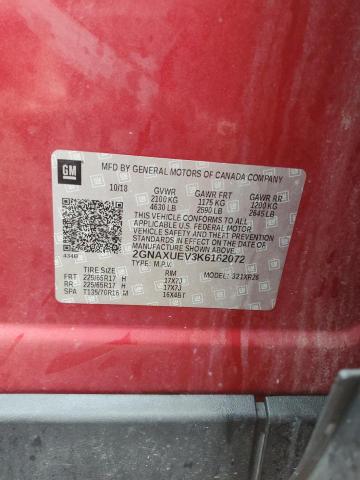 GM
MFD BY GENERAL MOTORS OF CANADA COMPANY
10/18 GVWR GAWR FRT GAWR RR
2100 KG 1175 KG 1200 KG
4630 LB 2590 LB 2645 LB
THIS VEHICLE CONFORMS TO ALL APPLICABLE U.S.
FEDERAL MOTOR VEHICLE SAFETY AND THEFT
PREVENTION STANDARDS IN EFFECT ON THE DATE OF
MANUFACTURE SHOWN ABOVE.
2GNAXUEV3K6162072
TYPE: M.P.V. MODEL: 321XR26
RIM
FRT 225/65R17 H 17X7J
RR 225/65R17 H 17X7J
SPA T135/70R16 M 16X4BT